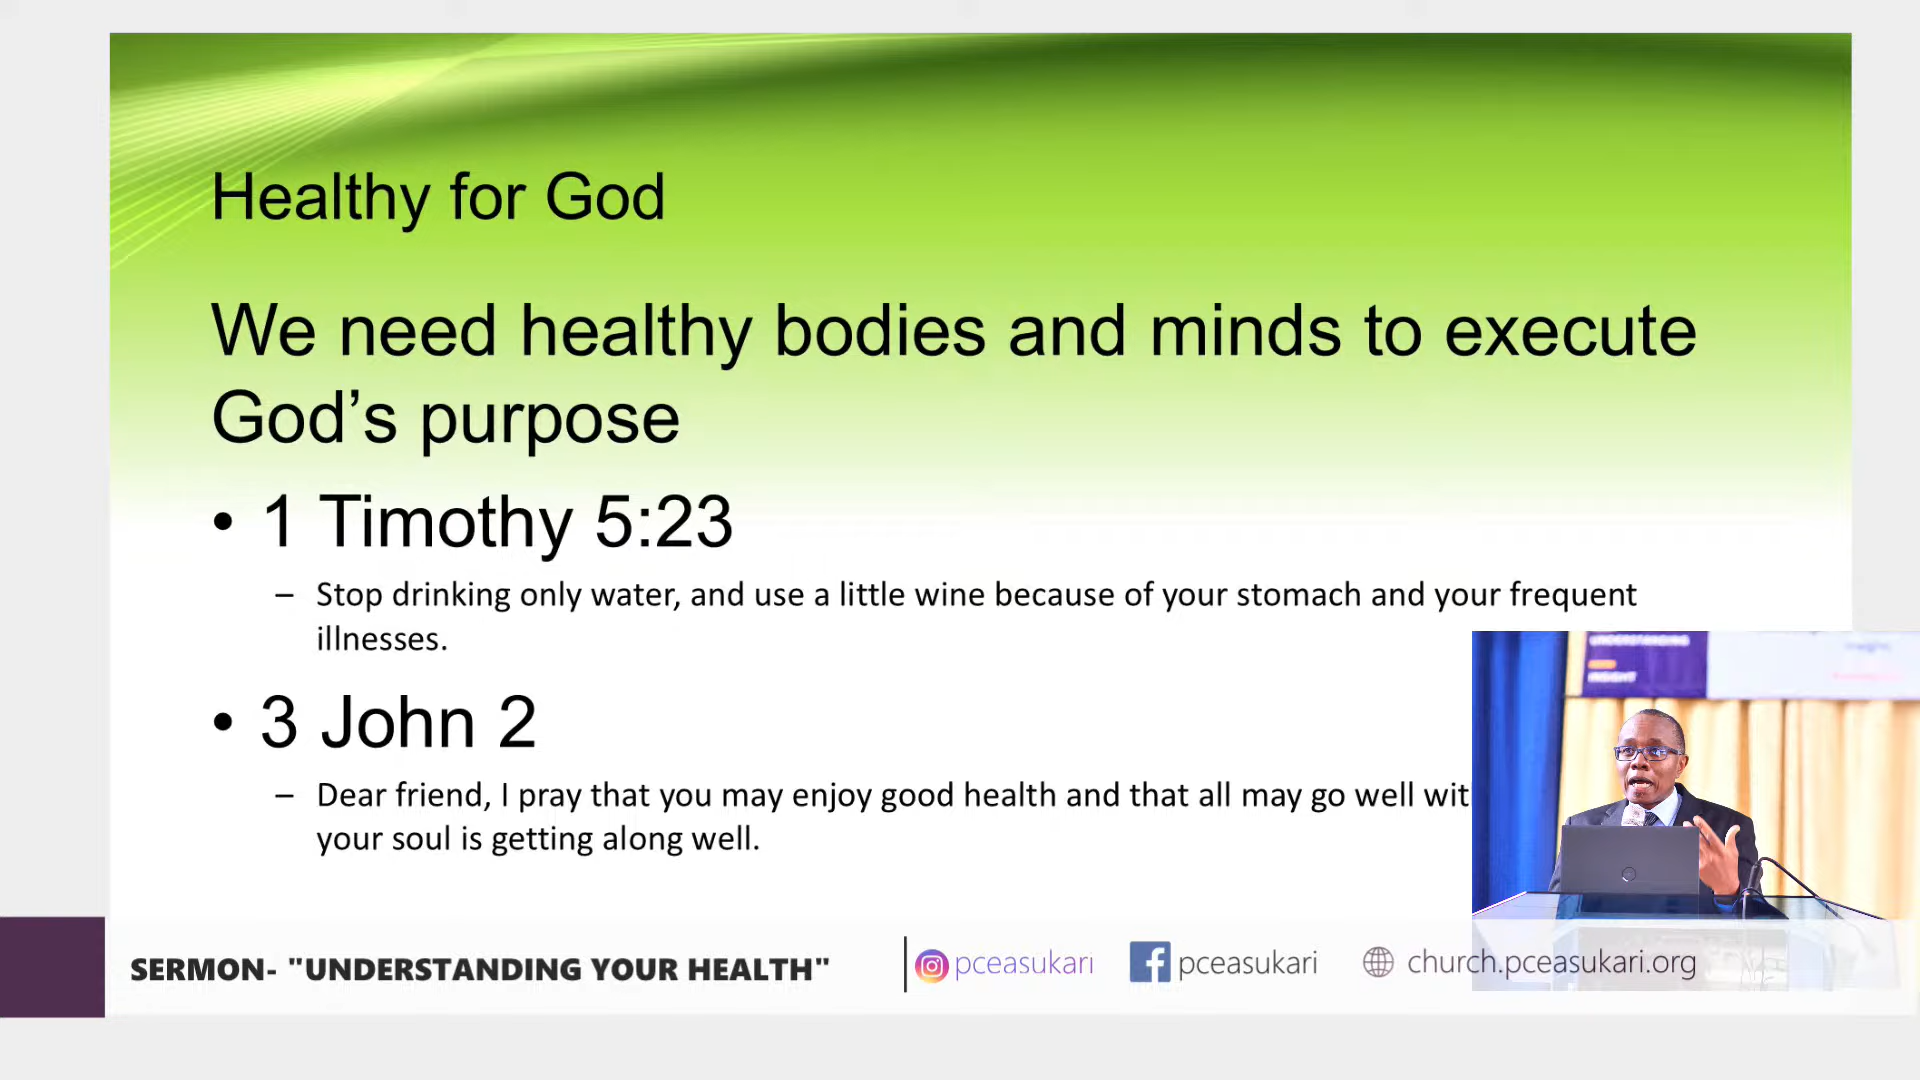 Healthy for God
We need healthy bodies and minds to execute
God’s purpose
• 1 Timothy 5:23
– Stop drinking only water, and use a little wine because of your stomach and your frequent
illnesses.
• 3 John 2
– Dear friend, I pray that you may enjoy good health and that all may go well
your soul is getting along well.
UNDERSTANDING
INSIGHT
SERMON- "UNDERSTANDING YOUR HEALTH"
pceasukari
pceasukari
church.pceasukari.org